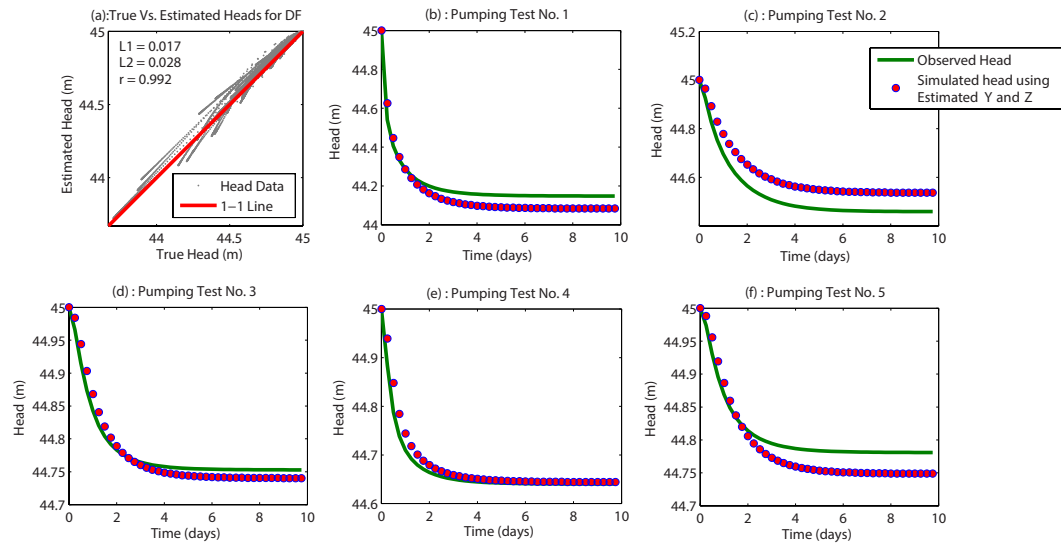 (a):True Vs. Estimated Heads for DF
45
44.5
44
Estimated Head (m)
L1 = 0.017
L2 = 0.028
r = 0.992
Head Data
1−1 Line
44
44.5
45
True Head (m)
(b) : Pumping Test No. 1
45
44.8
44.6
44.4
44.2
44
Head (m)
0
2
4
6
8
10
Time (days)
(c) : Pumping Test No. 2
45.2
45
44.8
44.6
Head (m)
Observed Head
Simulated head using
Estimated Y and Z
0
2
4
6
8
10
Time (days)
(d) : Pumping Test No. 3
45
44.95
44.9
44.85
44.8
44.75
44.7
Head (m)
0
2
4
6
8
10
Time (days)
(e) : Pumping Test No. 4
45
44.9
44.8
44.7
44.6
Head (m)
0
2
4
6
8
10
Time (days)
(f) : Pumping Test No. 5
45
44.95
44.9
44.85
44.8
44.75
44.7
Head (m)
0
2
4
6
8
10
Time (days)